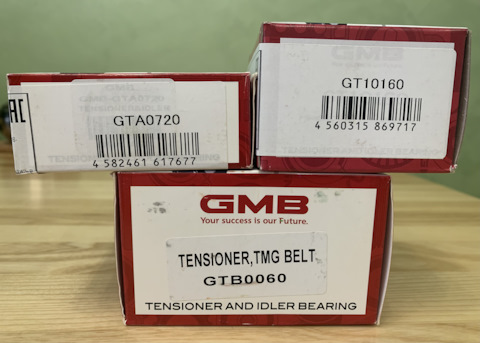 GTA0720
4 582461 617677
GT10160
4 560315 869717
GMB
Your success is our Future.
TENSIONER,TMG BELT
GTB0060
TENSIONER AND IDLER BEARING